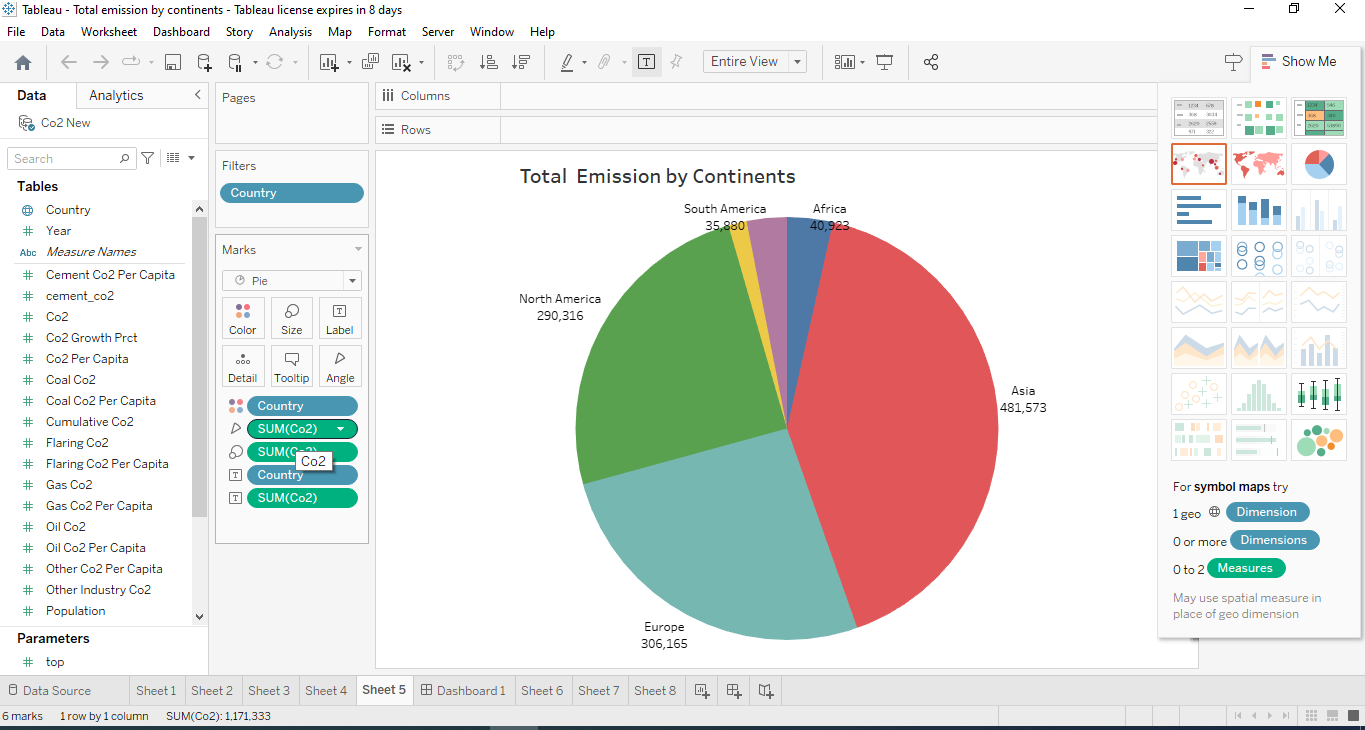 Tableau - Total emission by continents - Tableau license expires in 8 days
File Data Worksheet Dashboard Story Analysis Map Format Server Window Help
Entire View
Show Me
Data Analytics
Co2 New
Search
Tables
Country
Year
Abc Measure Names
Cement Co2 Per Capita
cement_co2
Co2
Co2 Growth Prct
Co2 Per Capita
Coal Co2
Coal Co2 Per Capita
Cumulative Co2
Flaring Co2
Flaring Co2 Per Capita
Gas Co2
Gas Co2 Per Capita
Oil Co2
Oil Co2 Per Capita
Other Co2 Per Capita
Other Industry Co2
Population
Parameters
top
Pages
Filters
Country
Marks
Pie
Color Size Label
Detail Tooltip Angle
Country
SUM(Co2)
SUM(Co2)
Co2
Country
SUM(Co2)
Columns
Rows
Total Emission by Continents
South America
35,880
Africa
40,923
North America
290,316
Asia
481,573
Europe
306,165
For symbol maps try
1 geo Dimension
0 or more Dimensions
0 to 2 Measures
May use spatial measure in
place of geo dimension
Data Source Sheet 1 Sheet 2 Sheet 3 Sheet 4 Sheet 5 Dashboard 1 Sheet 6 Sheet 7 Sheet 8
6 marks 1 row by 1 column SUM(Co2): 1,171,333